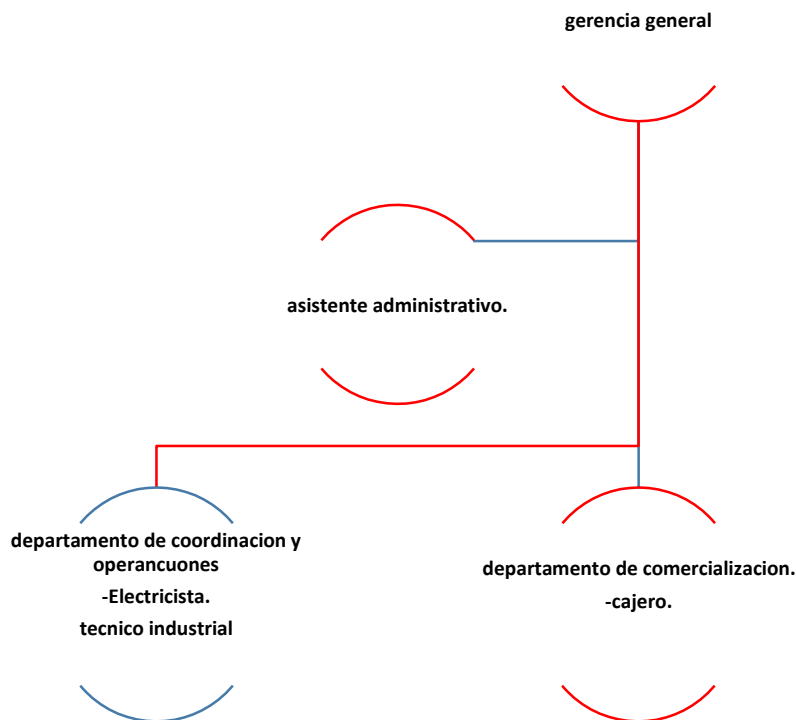 gerencia general
asistente administrativo.
departamento de coordinacion y
operancuones
-Electricista.
tecnico industrial
departamento de comercializacion.
-cajero.